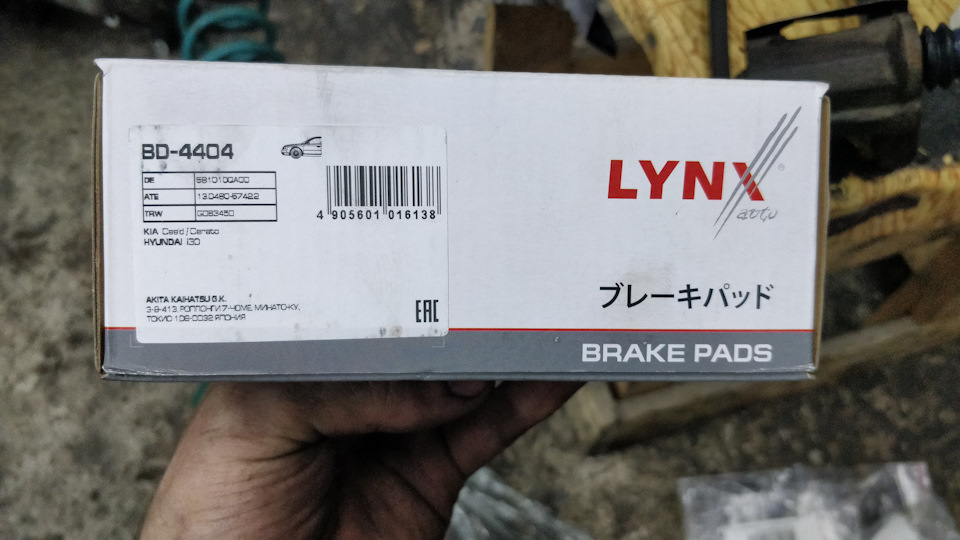 BD-4404
OE 581010QA00
ATE 13.0460-5742.2
TRW GDB3450
KIA Cee'd / Cerato
HYUNDAI i30
4 905601 016138
AKITA KAIHATSU G.K.
3-8-413, РОППОНГИ 7-ЧОМЕ, МИНАТО-КУ,
ТОКИО 106-0032 ЯПОНИЯ
EAC
LYNX
auto
ブレーキパッド
BRAKE PADS